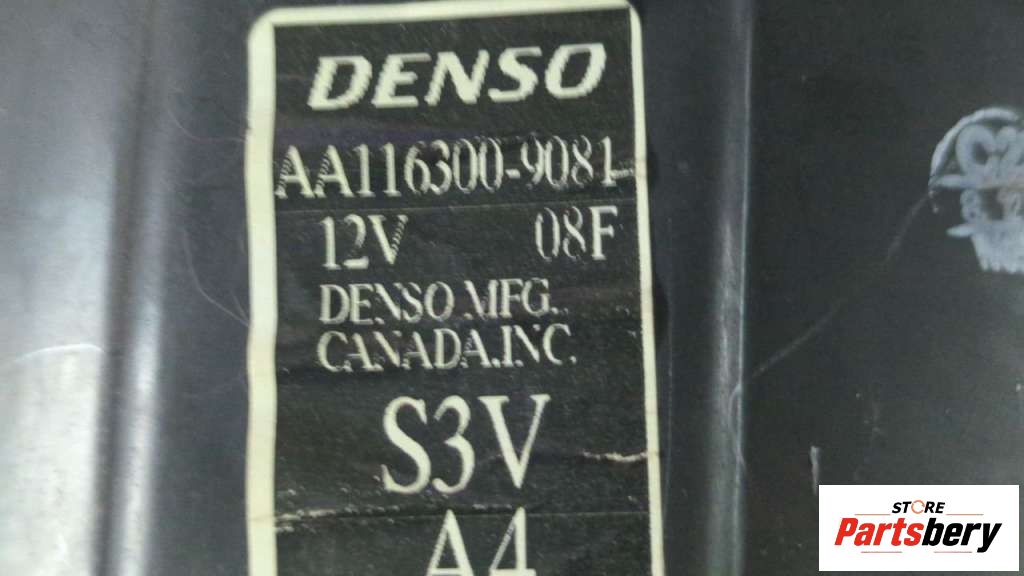 DENSO
AA116300-9081
12V 08F
DENSO MFG.
CANADA.INC.
S3V
A4
STORE
Partsbery